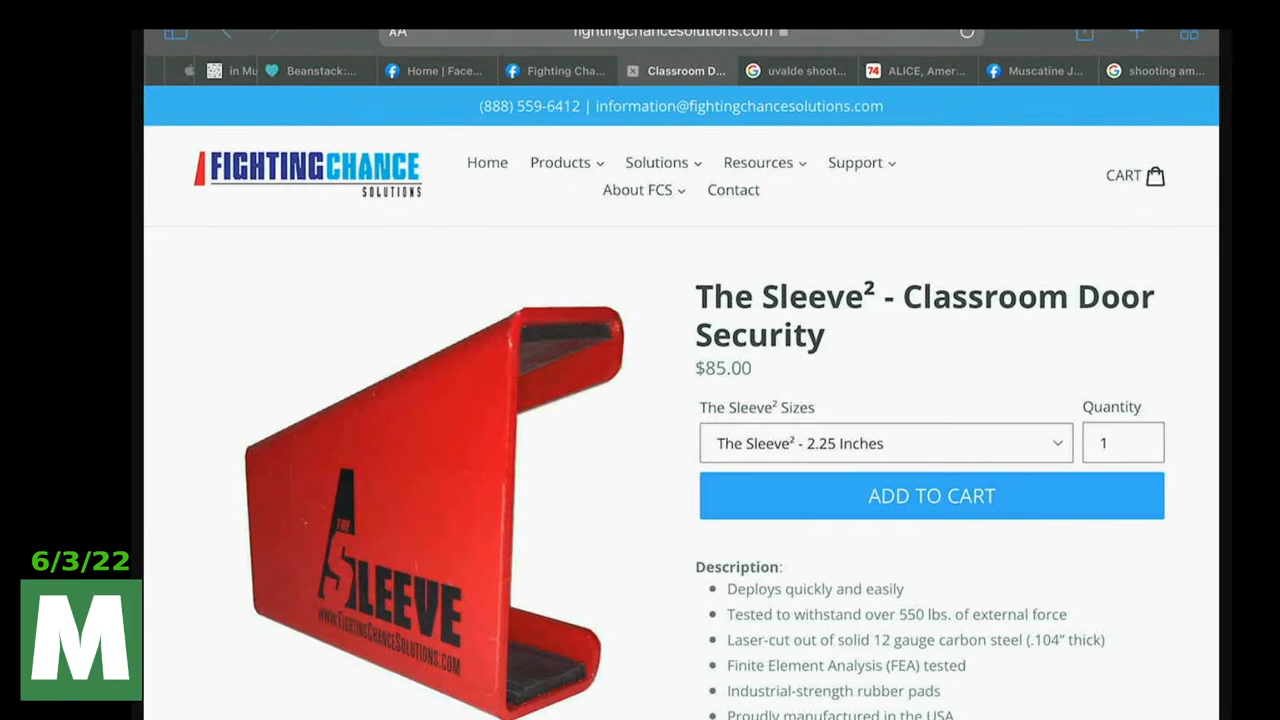 AA
fightingchancesolutions.com
in Mu
Beanstack:...
Home | Face...
Fighting Cha...
Classroom D...
uvalde shoot...
74 ALICE, Amer...
Muscatine J...
shooting am...
(888) 559-6412 | information@fightingchancesolutions.com
FIGHTINGCHANCE
SOLUTIONS
Home Products Solutions Resources Support
About FCS Contact
CART
The Sleeve² - Classroom Door
Security
$85.00
The Sleeve² Sizes
Quantity
The Sleeve² - 2.25 Inches
1
ADD TO CART
Description:
• Deploys quickly and easily
• Tested to withstand over 550 lbs. of external force
• Laser-cut out of solid 12 gauge carbon steel (.104” thick)
• Finite Element Analysis (FEA) tested
• Industrial-strength rubber pads
• Proudly manufactured in the USA
THE
SLEEVE
WWW.FIGHTINGCHANCESOLUTIONS.COM
6/3/22
M